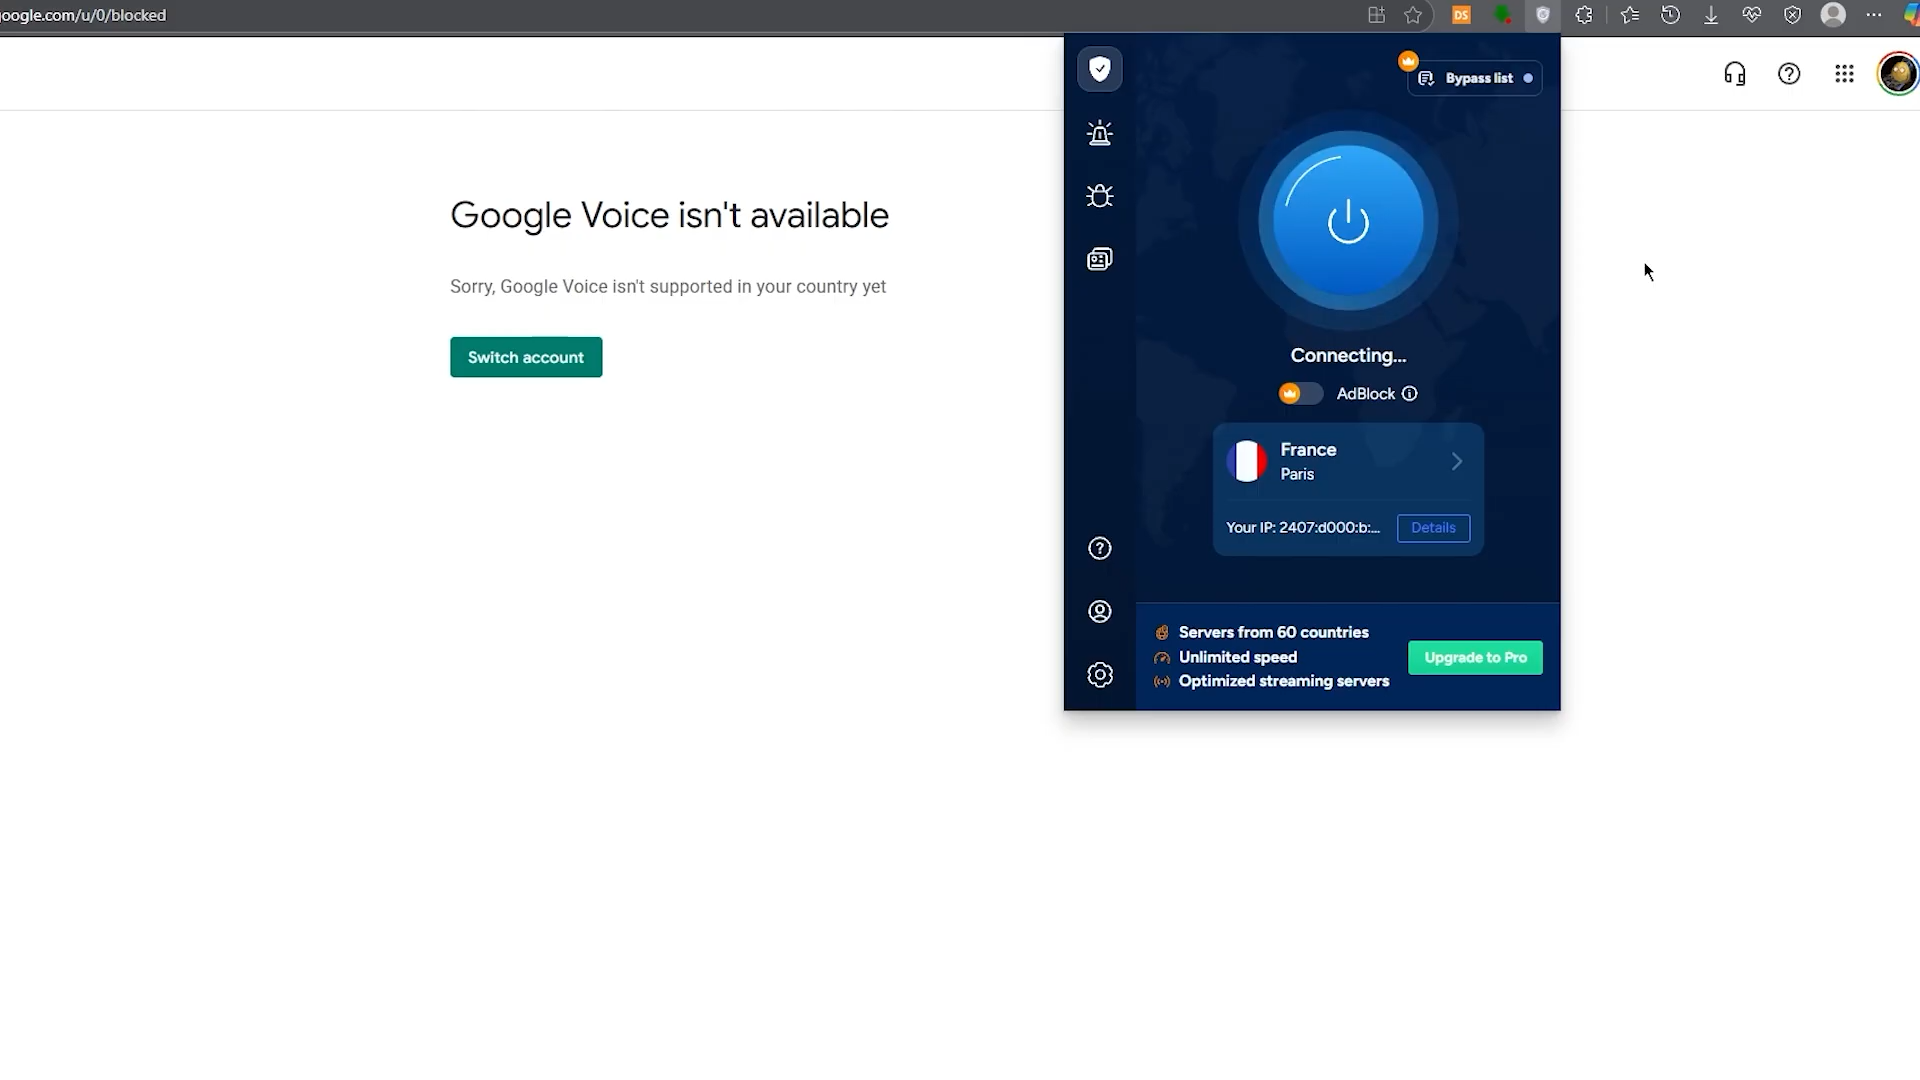 google.com/u/0/blocked
DS
Bypass list
Google Voice isn't available
Sorry, Google Voice isn't supported in your country yet
Switch account
Connecting...
AdBlock
France
Paris
Your IP: 2407:d000:b:...
Details
Servers from 60 countries
Unlimited speed
Optimized streaming servers
Upgrade to Pro